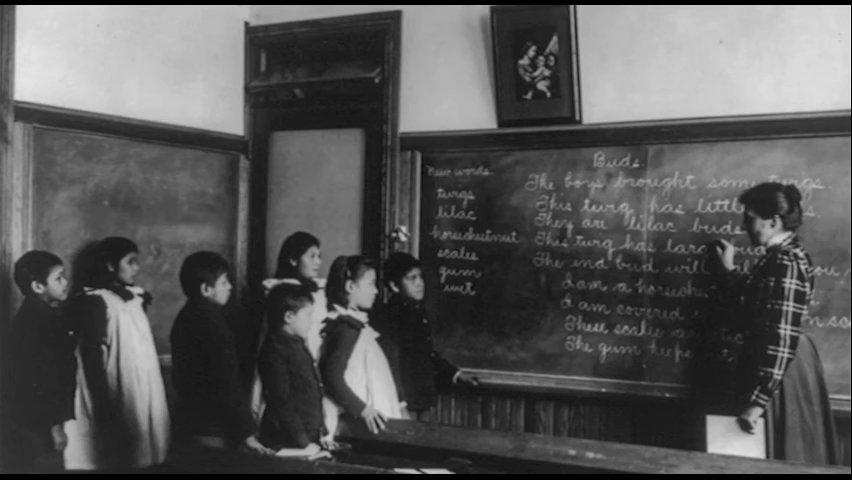 New words.
twigs
lilac
horsechestnut
scales
gum
wet
Buds.
The boys brought some twigs.
This twig has little
They are lilac buds
This twig has large buds
The end bud will you
I am a horsechestnut
I am covered
These scales
The gum keeps